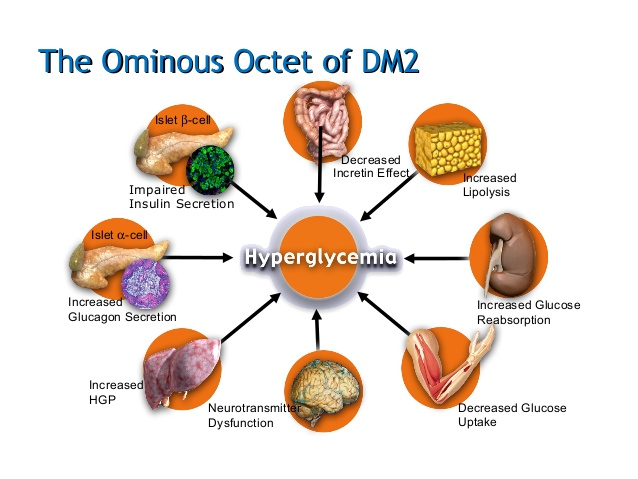 The Ominous Octet of DM2
Islet β-cell
Impaired
Insulin Secretion
Decreased
Incretin Effect
Increased
Lipolysis
Islet α-cell
Increased
Glucagon Secretion
Hyperglycemia
Increased Glucose
Reabsorption
Increased
HGP
Neurotransmitter
Dysfunction
Decreased Glucose
Uptake